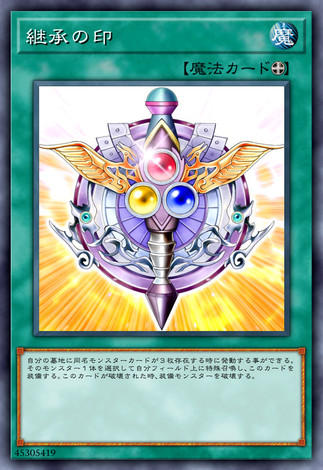 継承の印
魔
【魔法カード】
自分の墓地に同名モンスターカードが３枚存在する時に発動する事ができる。
そのモンスター１体を選択して自分フィールド上に特殊召喚し、このカードを
装備する。このカードが破壊された時、装備モンスターを破壊する。
45305419